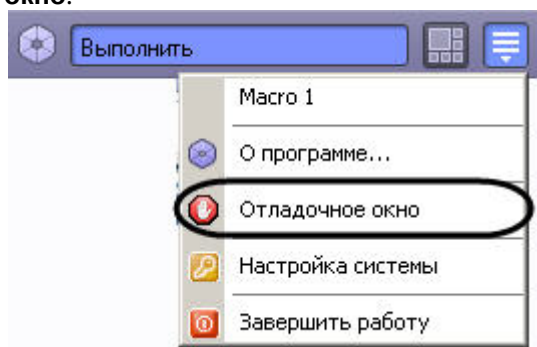 окно.
Выполнить
Macro 1
О программе...
Отладочное окно
Настройка системы
Завершить работу